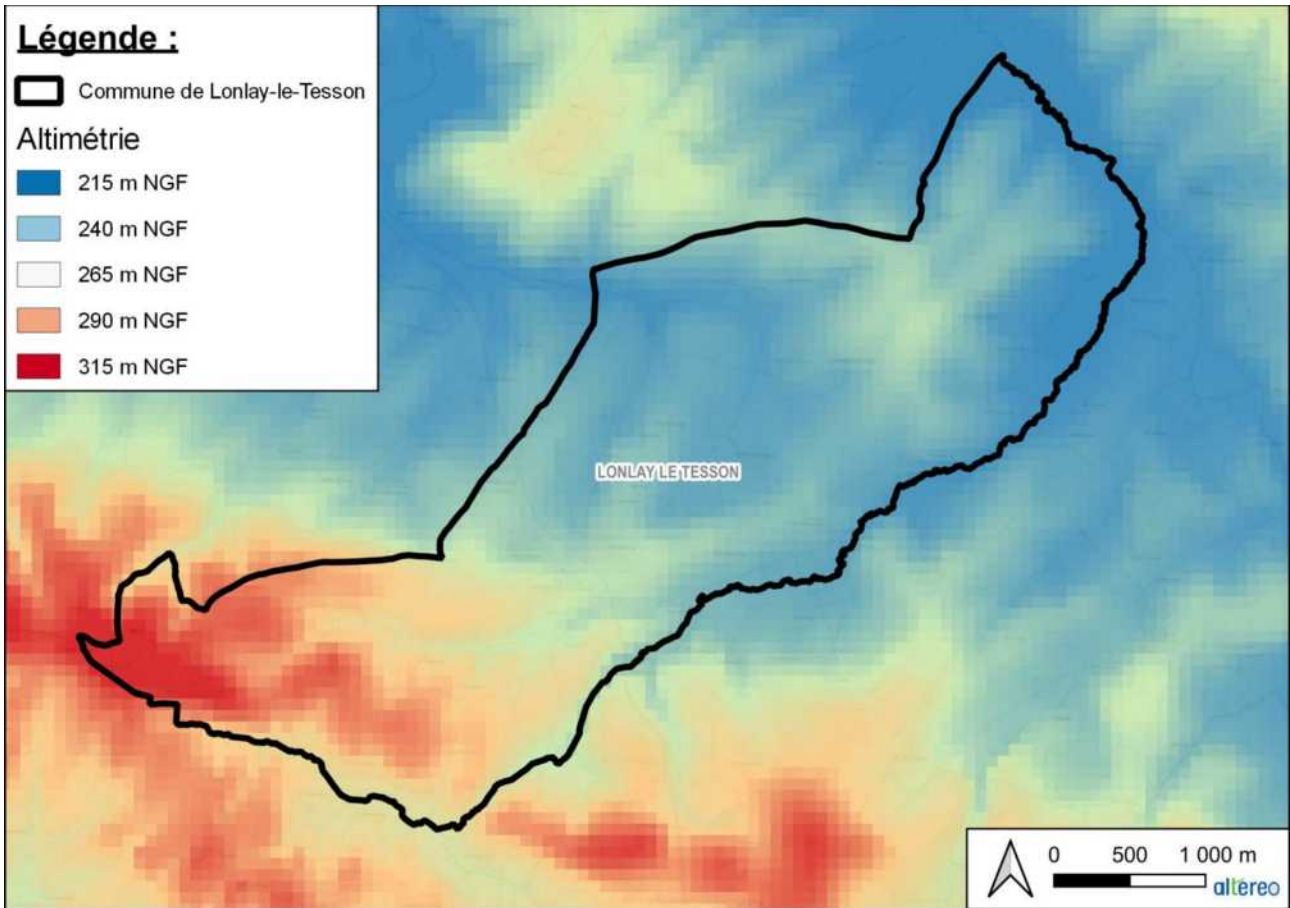 Légende :
Commune de Lonlay-le-Tesson
Altimétrie
215 m NGF
240 m NGF
265 m NGF
290 m NGF
315 m NGF
LONLAY LE TESSON
0 500 1 000 m
altereo